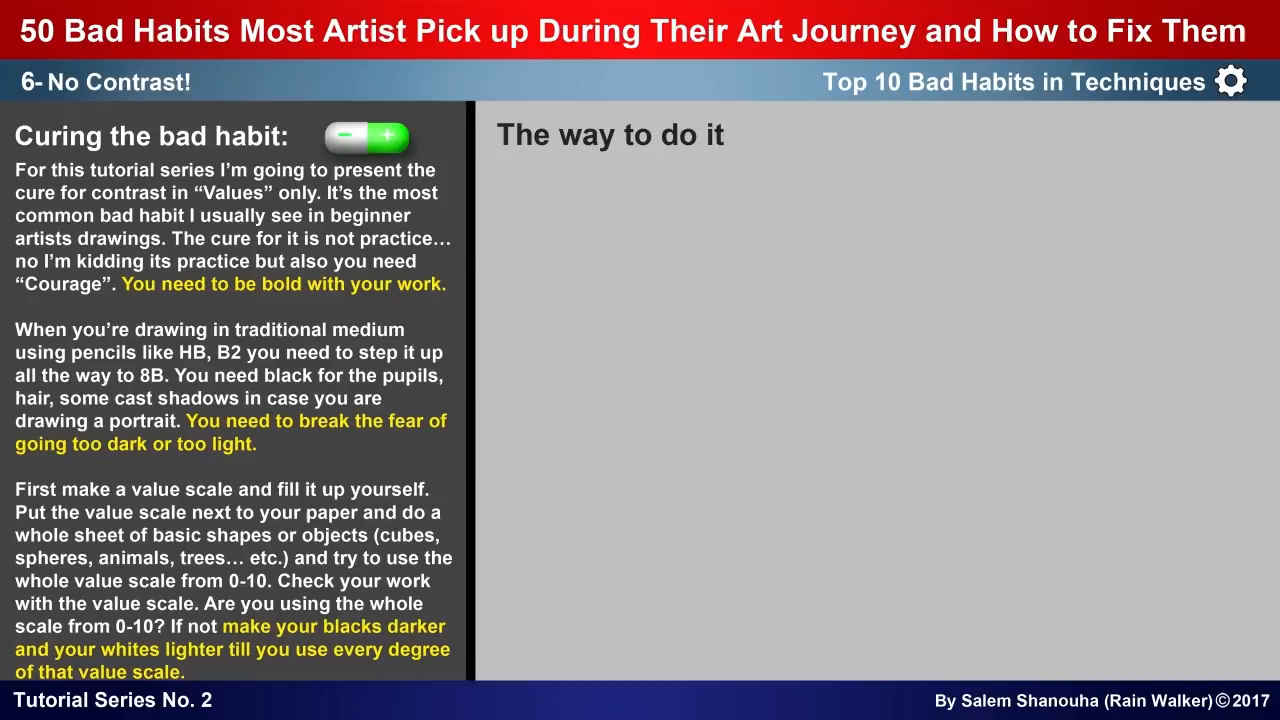 50 Bad Habits Most Artist Pick up During Their Art Journey and How to Fix Them
6- No Contrast!
Top 10 Bad Habits in Techniques
Curing the bad habit:
For this tutorial series I’m going to present the
cure for contrast in “Values” only. It’s the most
common bad habit I usually see in beginner
artists drawings. The cure for it is not practice…
no I’m kidding its practice but also you need
“Courage”. You need to be bold with your work.
When you’re drawing in traditional medium
using pencils like HB, B2 you need to step it up
all the way to 8B. You need black for the pupils,
hair, some cast shadows in case you are
drawing a portrait. You need to break the fear of
going too dark or too light.
First make a value scale and fill it up yourself.
Put the value scale next to your paper and do a
whole sheet of basic shapes or objects (cubes,
spheres, animals, trees… etc.) and try to use the
whole value scale from 0-10. Check your work
with the value scale. Are you using the whole
scale from 0-10? If not make your blacks darker
and your whites lighter till you use every degree
of that value scale.
The way to do it
Tutorial Series No. 2
By Salem Shanouha (Rain Walker)©2017